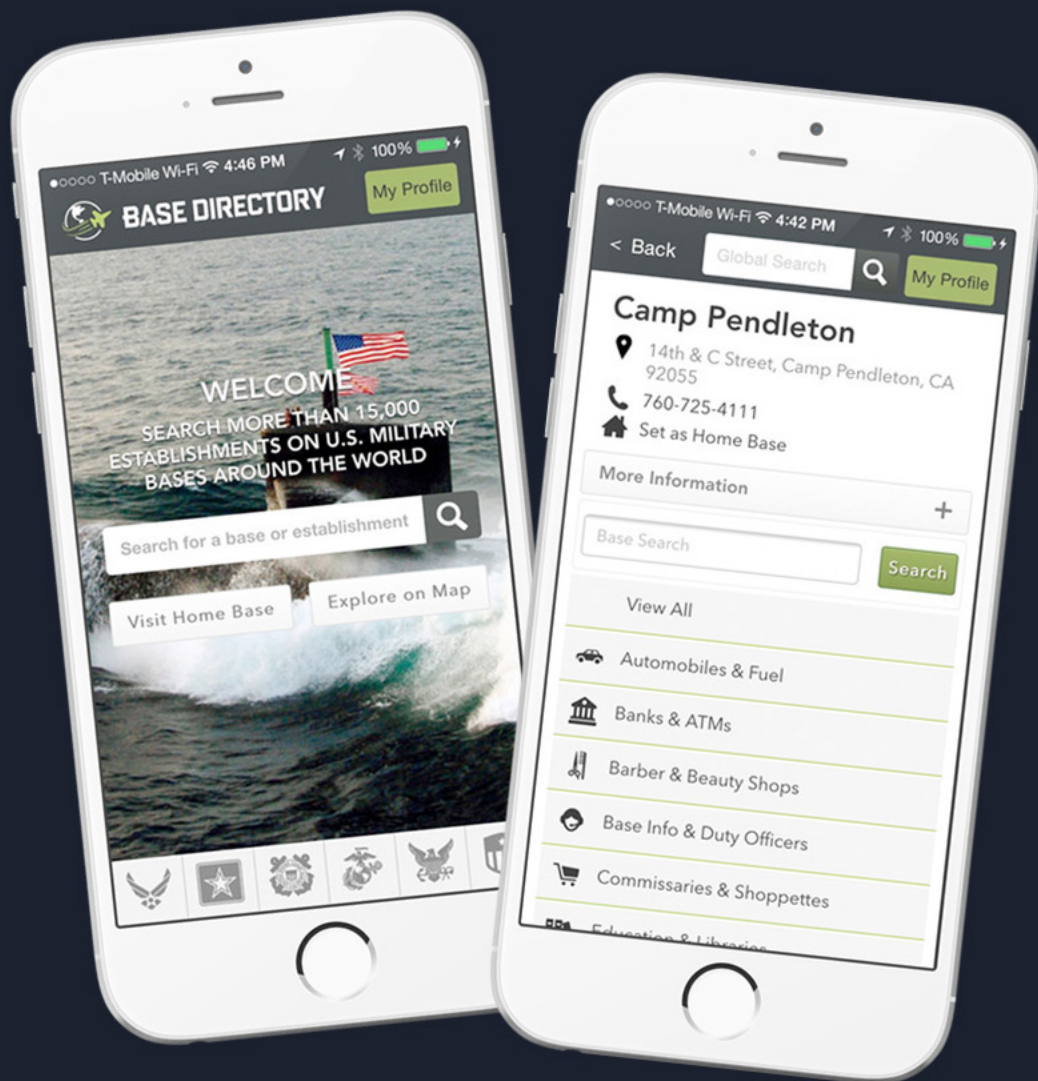 T-Mobile Wi-Fi 4:46 PM 100%
BASE DIRECTORY
My Profile
WELCOME
SEARCH MORE THAN 15,000
ESTABLISHMENTS ON U.S. MILITARY
BASES AROUND THE WORLD
Search for a base or establishment
Visit Home Base
Explore on Map
T-Mobile Wi-Fi 4:42 PM 100%
< Back
Global Search
My Profile
Camp Pendleton
14th & C Street, Camp Pendleton, CA
92055
760-725-4111
Set as Home Base
More Information +
Base Search
Search
View All
Automobiles & Fuel
Banks & ATMs
Barber & Beauty Shops
Base Info & Duty Officers
Commissaries & Shoppettes
Education & Libraries